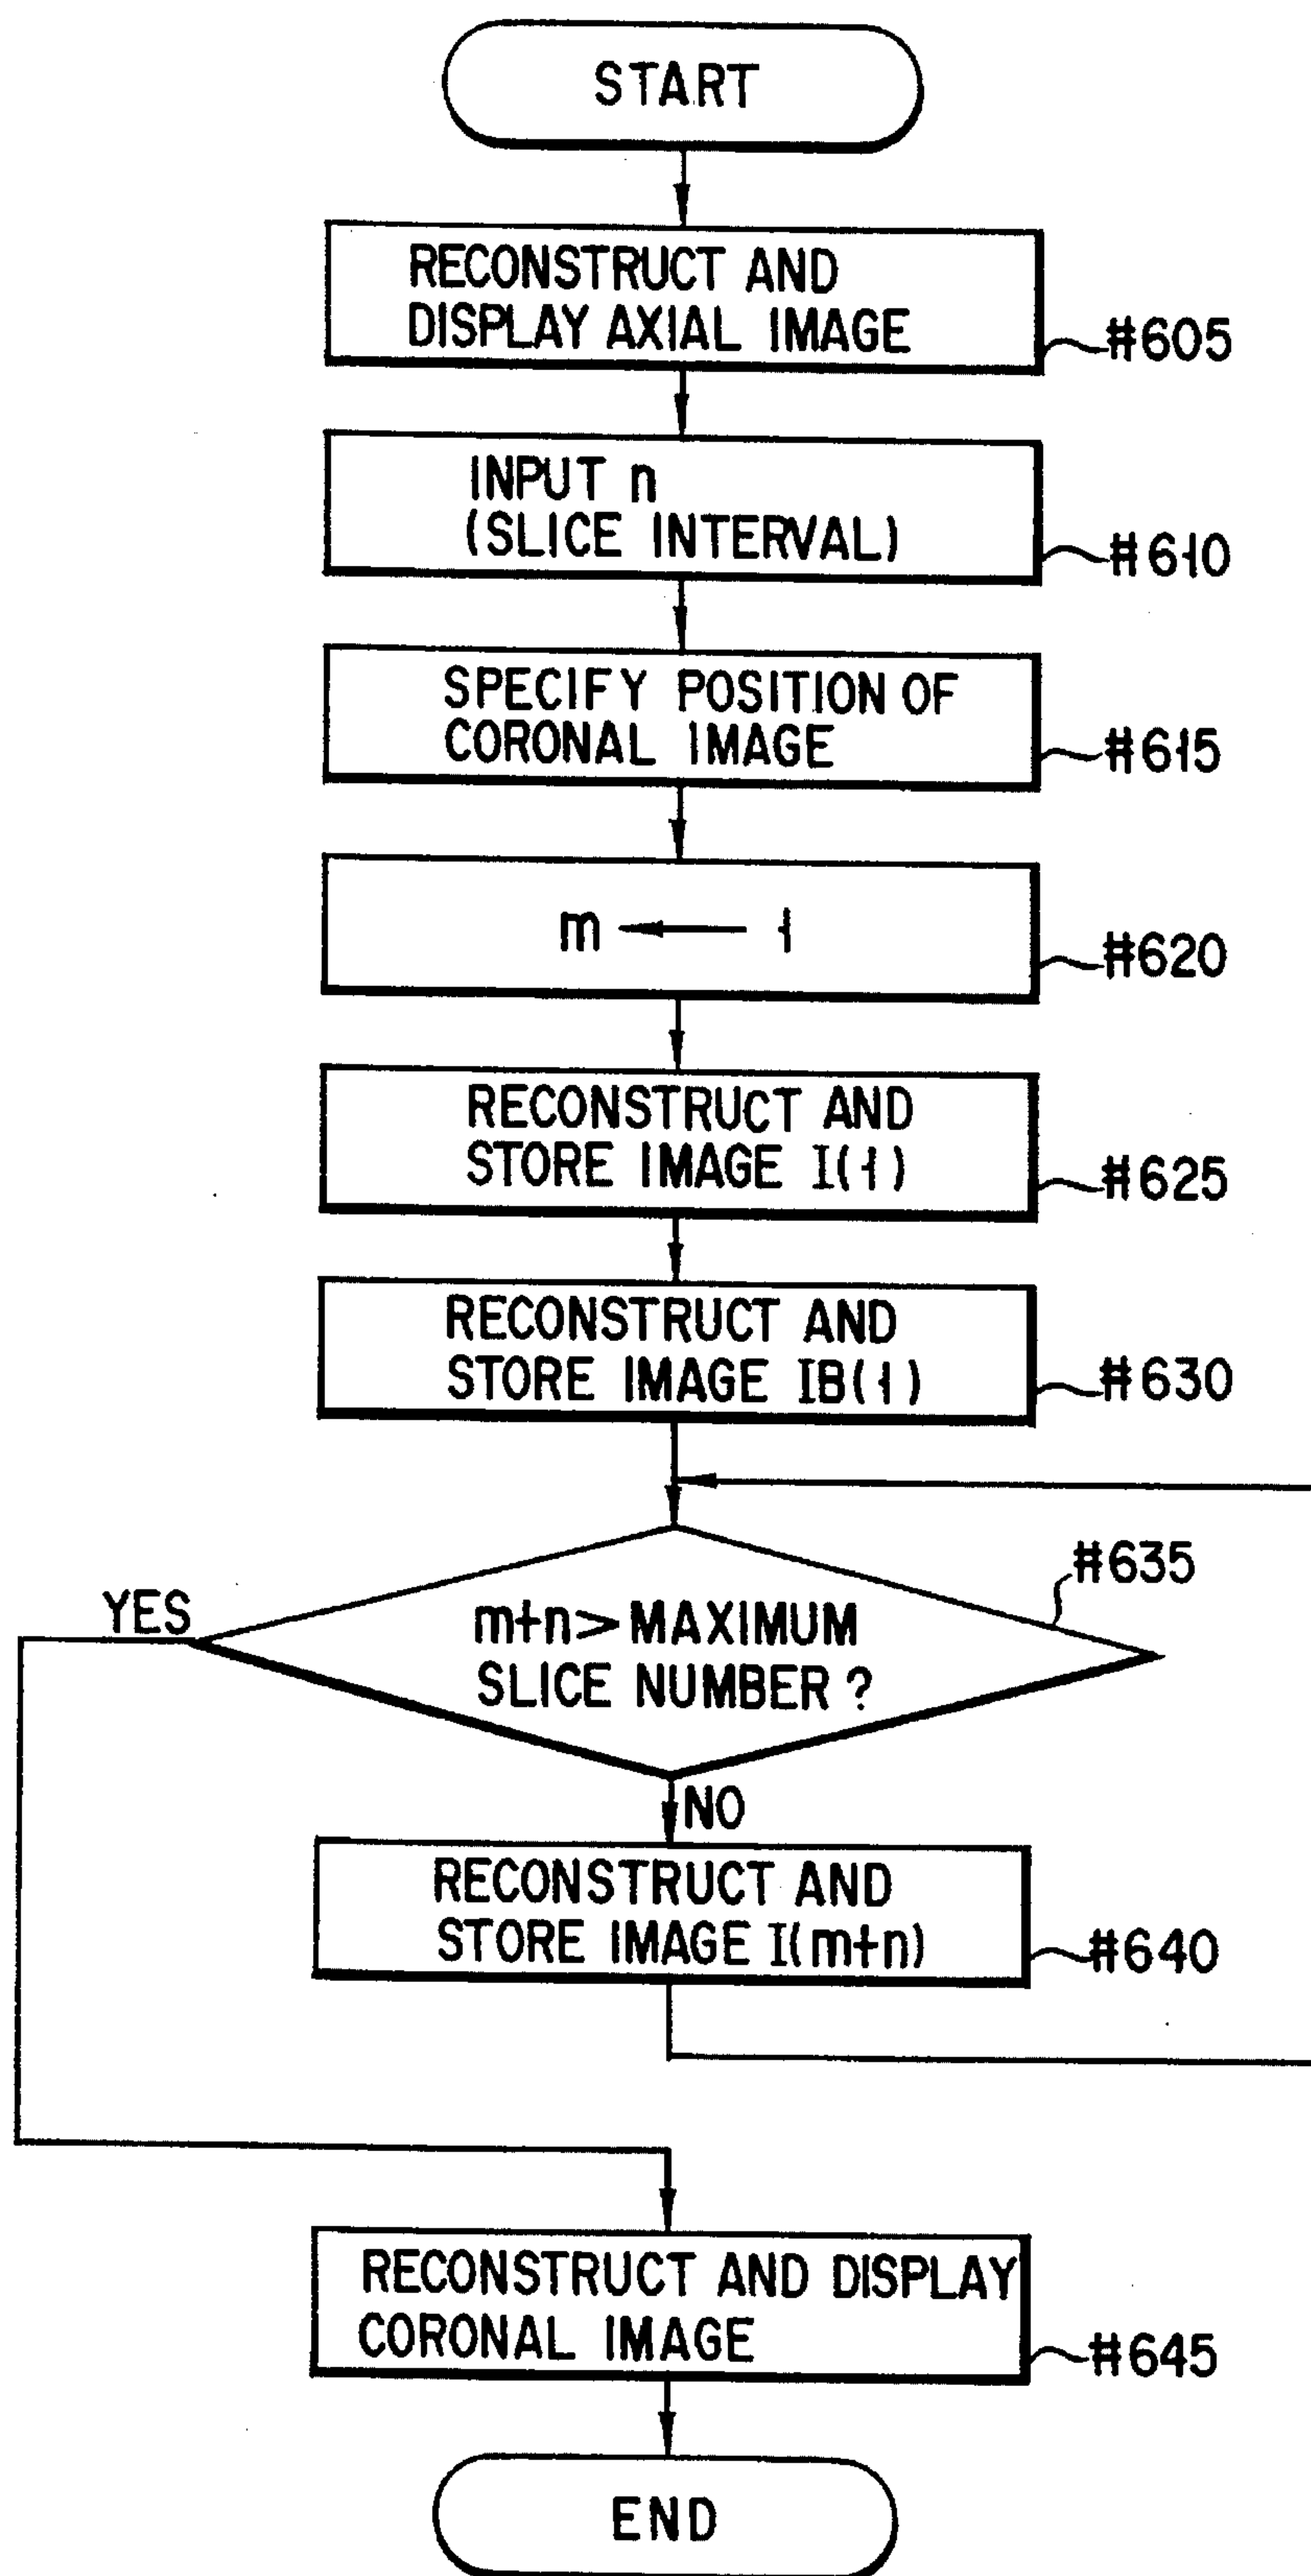 START
RECONSTRUCT AND
DISPLAY AXIAL IMAGE
#605
INPUT n
(SLICE INTERVAL)
#610
SPECIFY POSITION OF
CORONAL IMAGE
#615
m ← 1
#620
RECONSTRUCT AND
STORE IMAGE I(1)
#625
RECONSTRUCT AND
STORE IMAGE IB(1)
#630
#635
YES
m+n>MAXIMUM
SLICE NUMBER?
NO
RECONSTRUCT AND
STORE IMAGE I(m+n)
#640
RECONSTRUCT AND DISPLAY
CORONAL IMAGE
#645
END